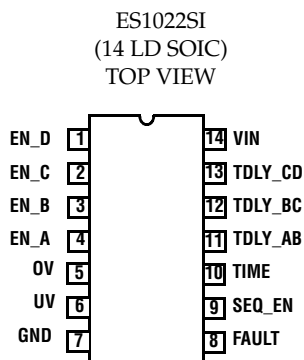 ES1022SI
(14 LD SOIC)
TOP VIEW
EN_D 1 14 VIN
EN_C 2 13 TDLY_CD
EN_B 3 12 TDLY_BC
EN_A 4 11 TDLY_AB
OV 5 10 TIME
UV 6 9 SEQ_EN
GND 7 8 FAULT